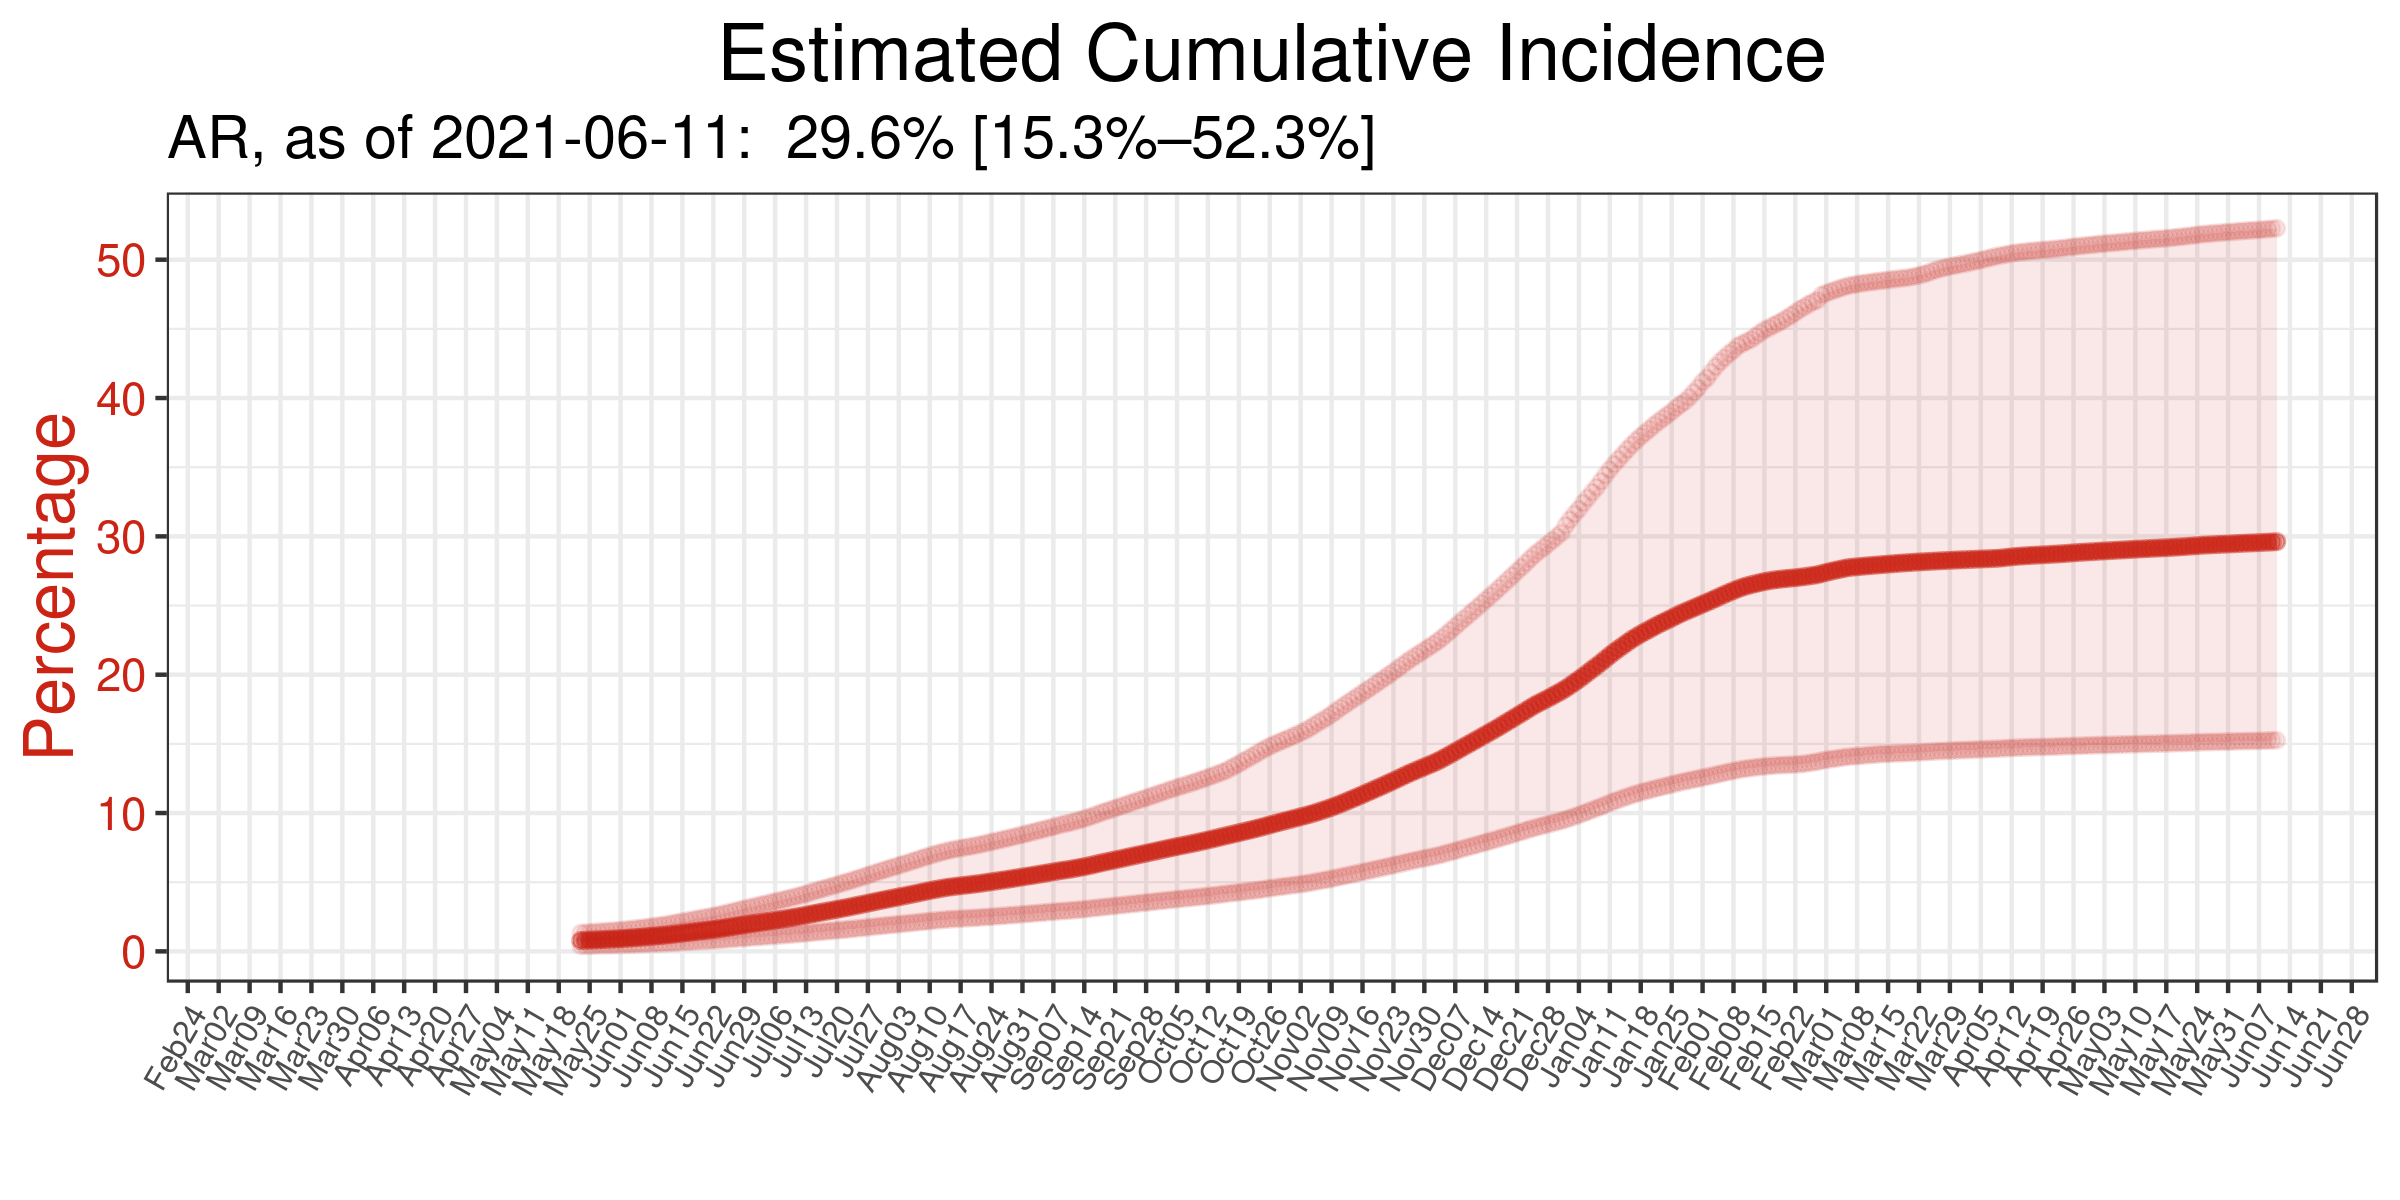 Estimated Cumulative Incidence
AR, as of 2021-06-11:  29.6% [15.3%–52.3%]
Percentage
50
40
30
20
10
0
Feb24
Mar02
Mar09
Mar16
Mar23
Mar30
Apr06
Apr13
Apr20
Apr27
May04
May11
May18
May25
Jun01
Jun08
Jun15
Jun22
Jun29
Jul06
Jul13
Jul20
Jul27
Aug03
Aug10
Aug17
Aug24
Aug31
Sep07
Sep14
Sep21
Sep28
Oct05
Oct12
Oct19
Oct26
Nov02
Nov09
Nov16
Nov23
Nov30
Dec07
Dec14
Dec21
Dec28
Jan04
Jan11
Jan18
Jan25
Feb01
Feb08
Feb15
Feb22
Mar01
Mar08
Mar15
Mar22
Mar29
Apr05
Apr12
Apr19
Apr26
May03
May10
May17
May24
May31
Jun07
Jun14
Jun21
Jun28